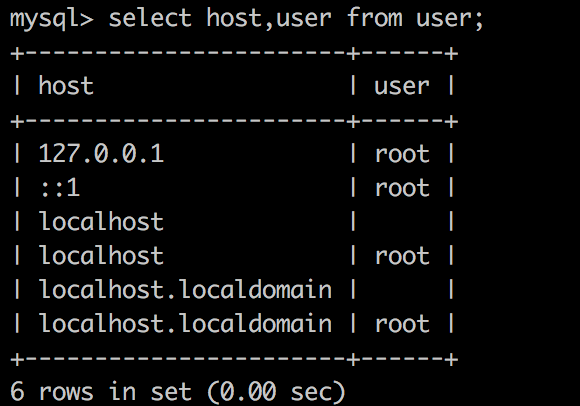 mysql> select host,user from user;
+-----------------------+------+
| host                  | user |
+-----------------------+------+
| 127.0.0.1             | root |
| ::1                   | root |
| localhost             |      |
| localhost             | root |
| localhost.localdomain |      |
| localhost.localdomain | root |
+-----------------------+------+
6 rows in set (0.00 sec)